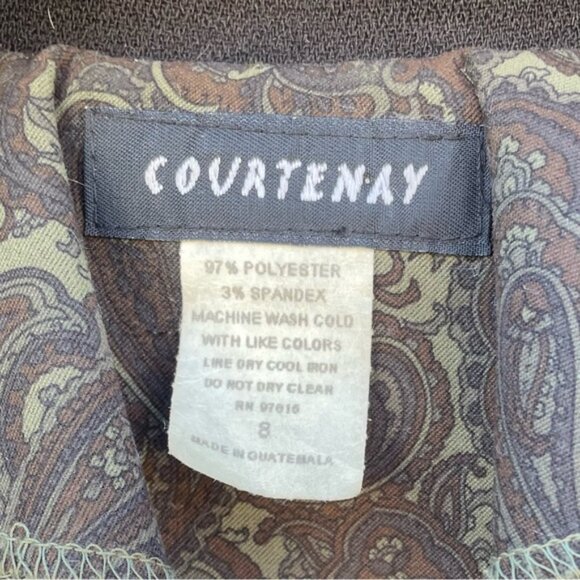 COURTENAY
97% POLYESTER
3% SPANDEX
MACHINE WASH COLD
WITH LIKE COLORS
LINE DRY COOL IRON
DO NOT DRY CLEAR
RN 97615
8
MADE IN GUATEMALA